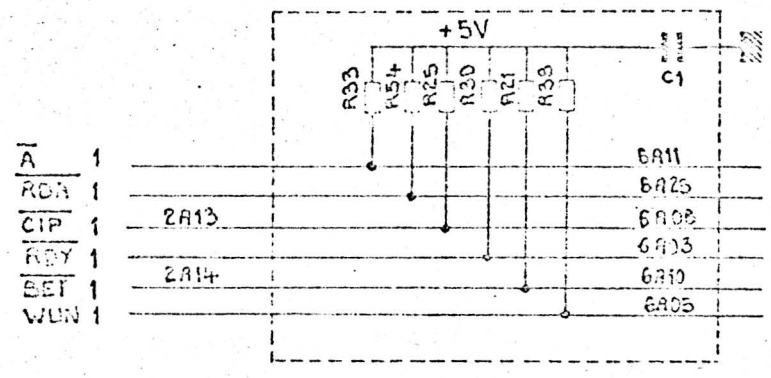 +5V
R33 R54 R25 R30 R21 R33
C1
A 1 6A11
RDA 1 6A25
CIP 1 2A13 6A08
RDY 1 6A03
BET 1 2A14 6A10
WUN 1 6A05